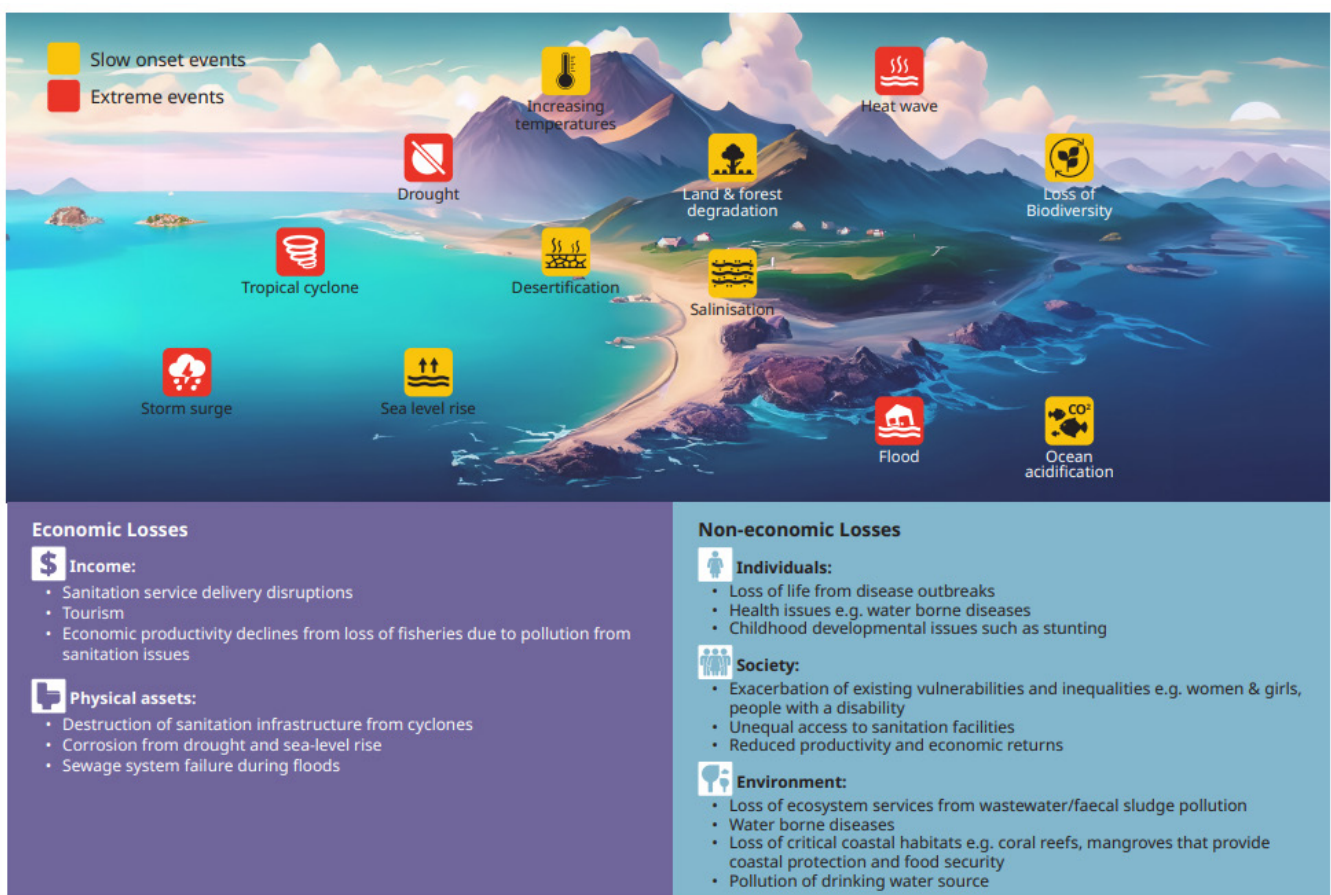 Slow onset events
Extreme events
Increasing
temperatures
Heat wave
Drought
Land & forest
degradation
Loss of
Biodiversity
Tropical cyclone
Desertification
Salinisation
Storm surge
Sea level rise
Flood
CO²
Ocean
acidification
Economic Losses
$ Income:
• Sanitation service delivery disruptions
• Tourism
• Economic productivity declines from loss of fisheries due to pollution from
sanitation issues
Physical assets:
• Destruction of sanitation infrastructure from cyclones
• Corrosion from drought and sea-level rise
• Sewage system failure during floods
Non-economic Losses
Individuals:
• Loss of life from disease outbreaks
• Health issues e.g. water borne diseases
• Childhood developmental issues such as stunting
Society:
• Exacerbation of existing vulnerabilities and inequalities e.g. women & girls,
people with a disability
• Unequal access to sanitation facilities
• Reduced productivity and economic returns
Environment:
• Loss of ecosystem services from wastewater/faecal sludge pollution
• Water borne diseases
• Loss of critical coastal habitats e.g. coral reefs, mangroves that provide
coastal protection and food security
• Pollution of drinking water source